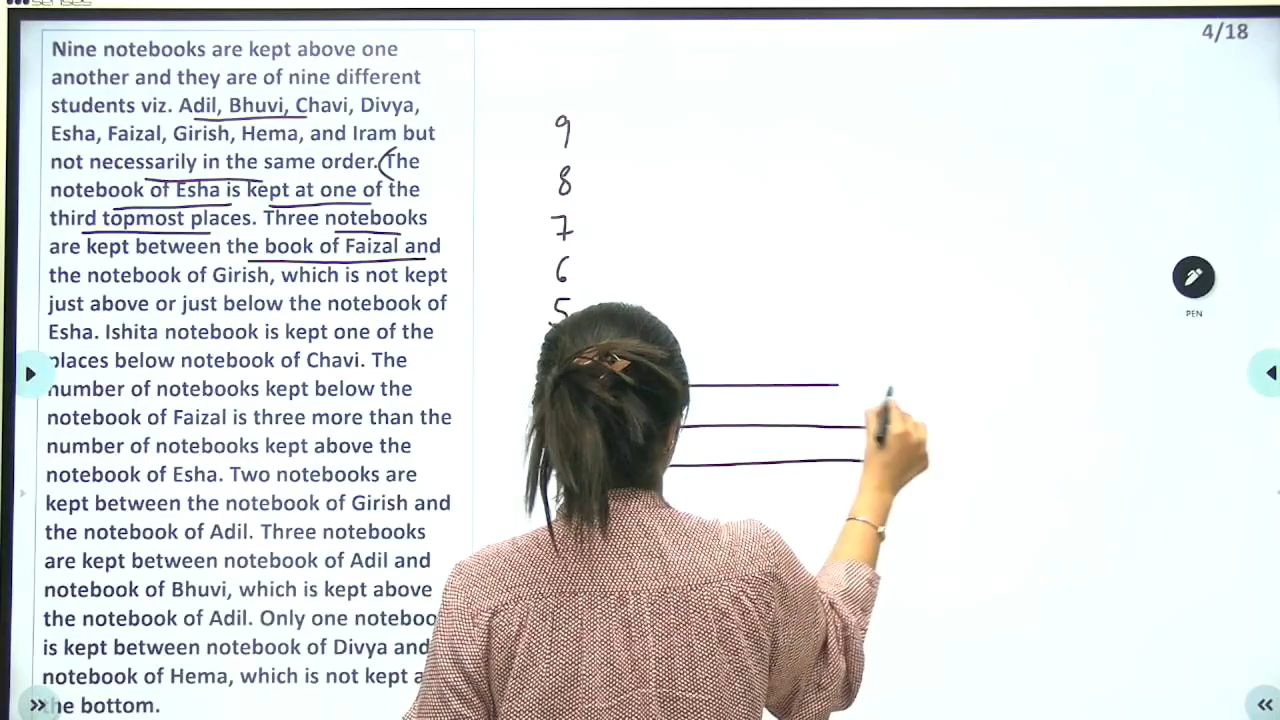 4/18
Nine notebooks are kept above one
another and they are of nine different
students viz. Adil, Bhuvi, Chavi, Divya,
Esha, Faizal, Girish, Hema, and Iram but
not necessarily in the same order. (The
notebook of Esha is kept at one of the
third topmost places. Three notebooks
are kept between the book of Faizal and
the notebook of Girish, which is not kept
just above or just below the notebook of
Esha. Ishita notebook is kept one of the
places below notebook of Chavi. The
number of notebooks kept below the
notebook of Faizal is three more than the
number of notebooks kept above the
notebook of Esha. Two notebooks are
kept between the notebook of Girish and
the notebook of Adil. Three notebooks
are kept between notebook of Adil and
notebook of Bhuvi, which is kept above
the notebook of Adil. Only one noteboo
is kept between notebook of Divya and
notebook of Hema, which is not kept a
the bottom.
9
8
7
6
5
PEN